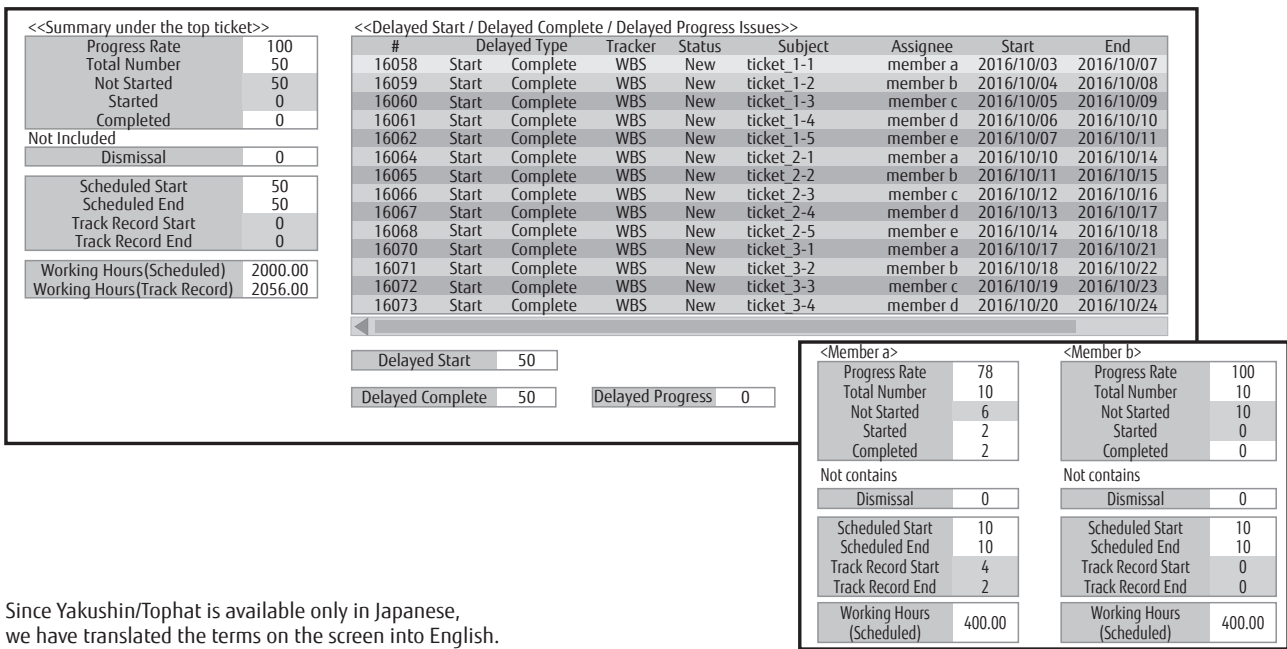 <<Summary under the top ticket>>
Progress Rate 100
Total Number 50
Not Started 50
Started 0
Completed 0
Not Included
Dismissal 0
Scheduled Start 50
Scheduled End 50
Track Record Start 0
Track Record End 0
Working Hours(Scheduled) 2000.00
Working Hours(Track Record) 2056.00
<<Delayed Start / Delayed Complete / Delayed Progress Issues>>
# Delayed Type Tracker Status Subject Assignee Start End
16058 Start Complete WBS New ticket_1-1 member a 2016/10/03 2016/10/07
16059 Start Complete WBS New ticket_1-2 member b 2016/10/04 2016/10/08
16060 Start Complete WBS New ticket_1-3 member c 2016/10/05 2016/10/09
16061 Start Complete WBS New ticket_1-4 member d 2016/10/06 2016/10/10
16062 Start Complete WBS New ticket_1-5 member e 2016/10/07 2016/10/11
16064 Start Complete WBS New ticket_2-1 member a 2016/10/10 2016/10/14
16065 Start Complete WBS New ticket_2-2 member b 2016/10/11 2016/10/15
16066 Start Complete WBS New ticket_2-3 member c 2016/10/12 2016/10/16
16067 Start Complete WBS New ticket_2-4 member d 2016/10/13 2016/10/17
16068 Start Complete WBS New ticket_2-5 member e 2016/10/14 2016/10/18
16070 Start Complete WBS New ticket_3-1 member a 2016/10/17 2016/10/21
16071 Start Complete WBS New ticket_3-2 member b 2016/10/18 2016/10/22
16072 Start Complete WBS New ticket_3-3 member c 2016/10/19 2016/10/23
16073 Start Complete WBS New ticket_3-4 member d 2016/10/20 2016/10/24
Delayed Start 50
Delayed Complete 50 Delayed Progress 0
<Member a>
Progress Rate 78
Total Number 10
Not Started 6
Started 2
Completed 2
Not contains
Dismissal 0
Scheduled Start 10
Scheduled End 10
Track Record Start 4
Track Record End 2
Working Hours
(Scheduled) 400.00
<Member b>
Progress Rate 100
Total Number 10
Not Started 10
Started 0
Completed 0
Not contains
Dismissal 0
Scheduled Start 10
Scheduled End 10
Track Record Start 0
Track Record End 0
Working Hours
(Scheduled) 400.00
Since Yakushin/Tophat is available only in Japanese,
we have translated the terms on the screen into English.